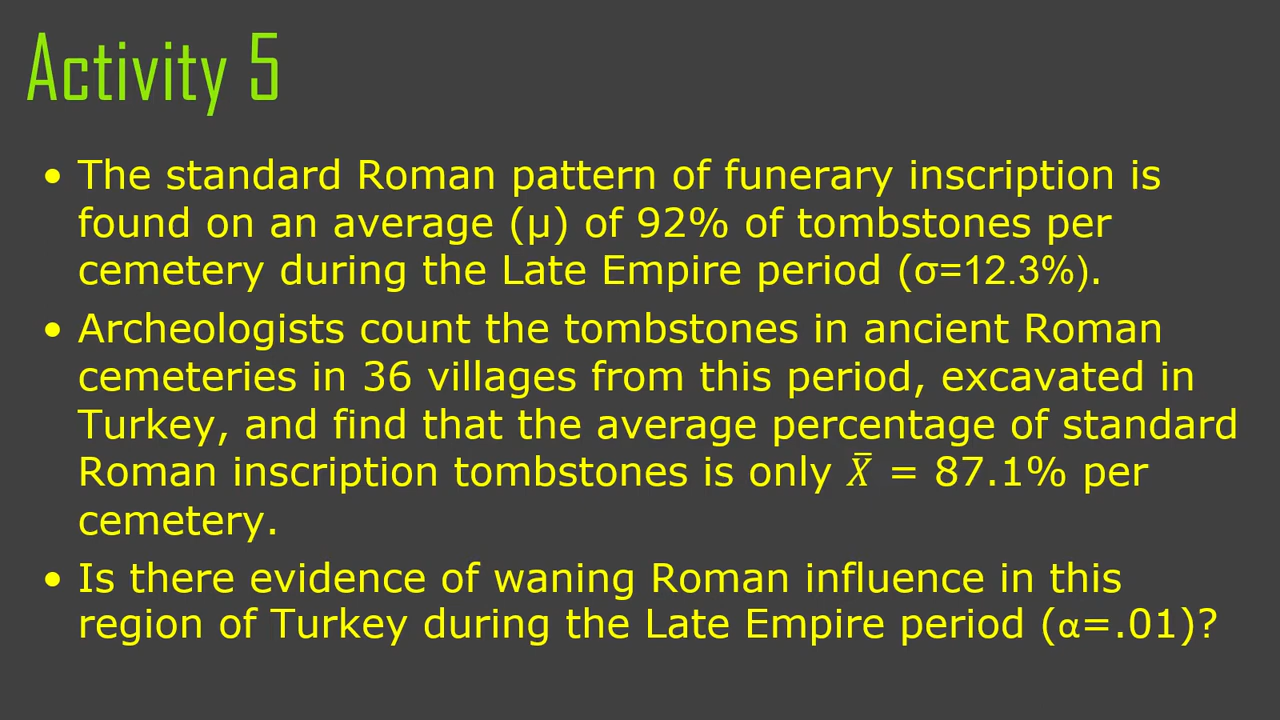 Activity 5
• The standard Roman pattern of funerary inscription is
found on an average (µ) of 92% of tombstones per
cemetery during the Late Empire period (σ=12.3%).
• Archeologists count the tombstones in ancient Roman
cemeteries in 36 villages from this period, excavated in
Turkey, and find that the average percentage of standard
Roman inscription tombstones is only X̄ = 87.1% per
cemetery.
• Is there evidence of waning Roman influence in this
region of Turkey during the Late Empire period (α=.01)?